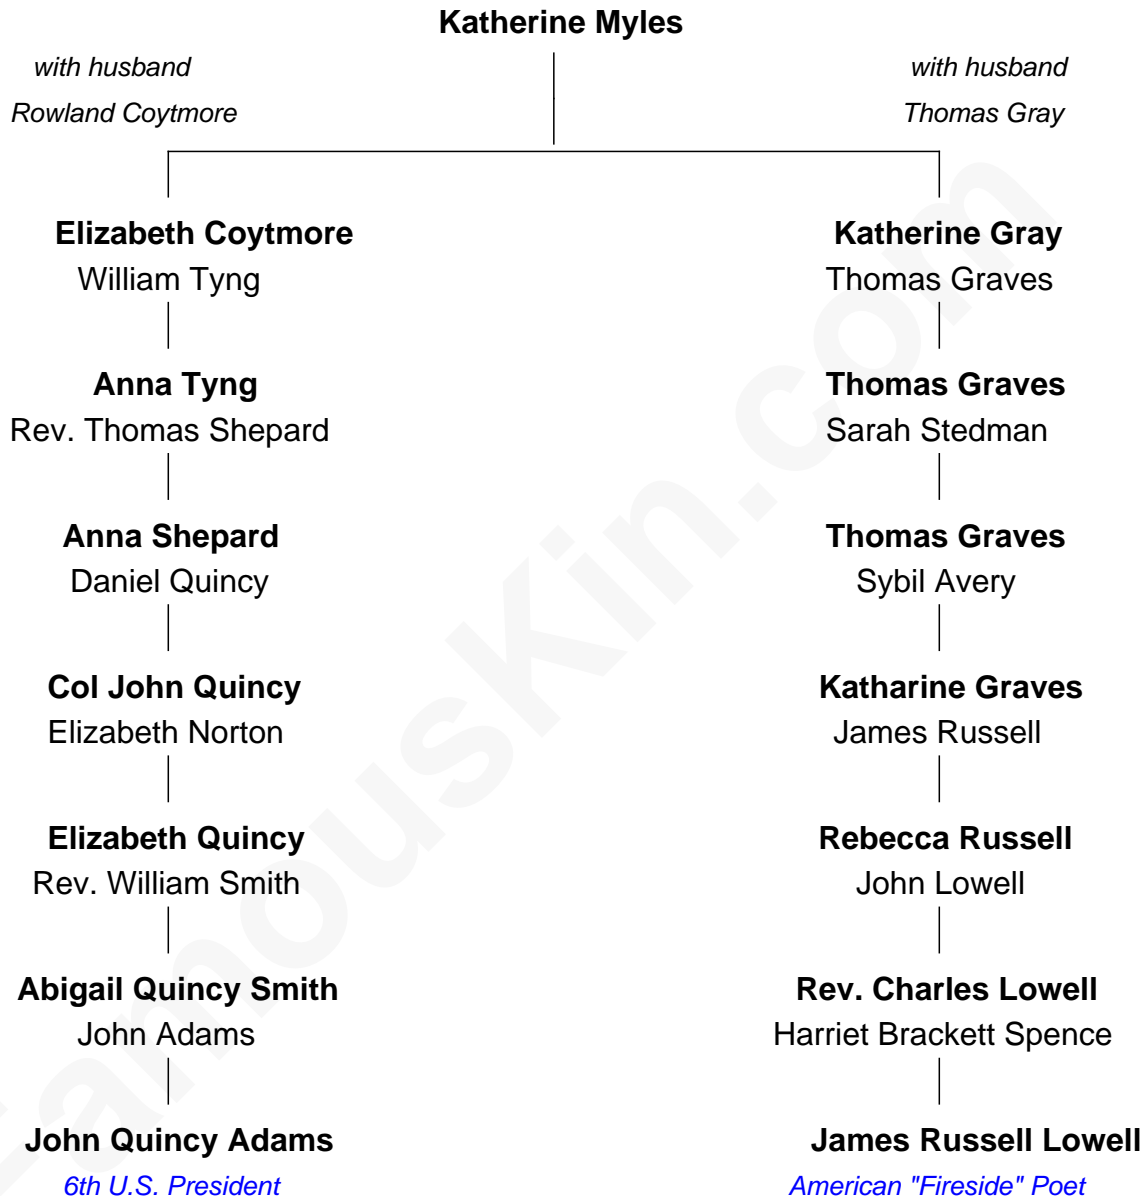 Katherine Myles
with husband
Rowland Coytmore
with husband
Thomas Gray
Elizabeth Coytmore
William Tyng
Katherine Gray
Thomas Graves
Anna Tyng
Rev. Thomas Shepard
Thomas Graves
Sarah Stedman
Anna Shepard
Daniel Quincy
Thomas Graves
Sybil Avery
Col John Quincy
Elizabeth Norton
Katharine Graves
James Russell
Elizabeth Quincy
Rev. William Smith
Rebecca Russell
John Lowell
Abigail Quincy Smith
John Adams
Rev. Charles Lowell
Harriet Brackett Spence
John Quincy Adams
6th U.S. President
James Russell Lowell
American "Fireside" Poet
FamousKin.com